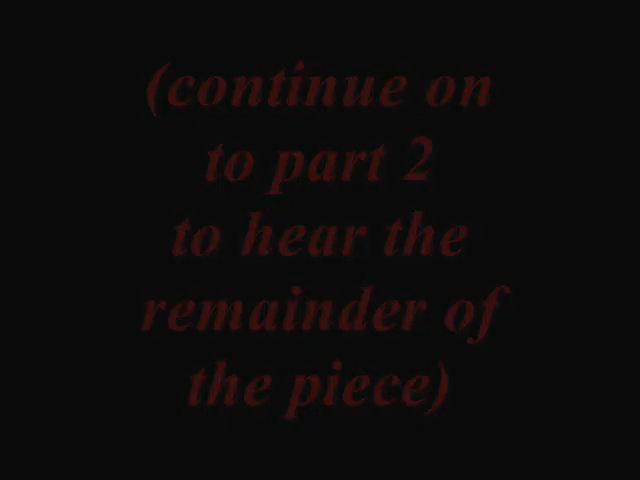 (continue on
to part 2
to hear the
remainder of
the piece)